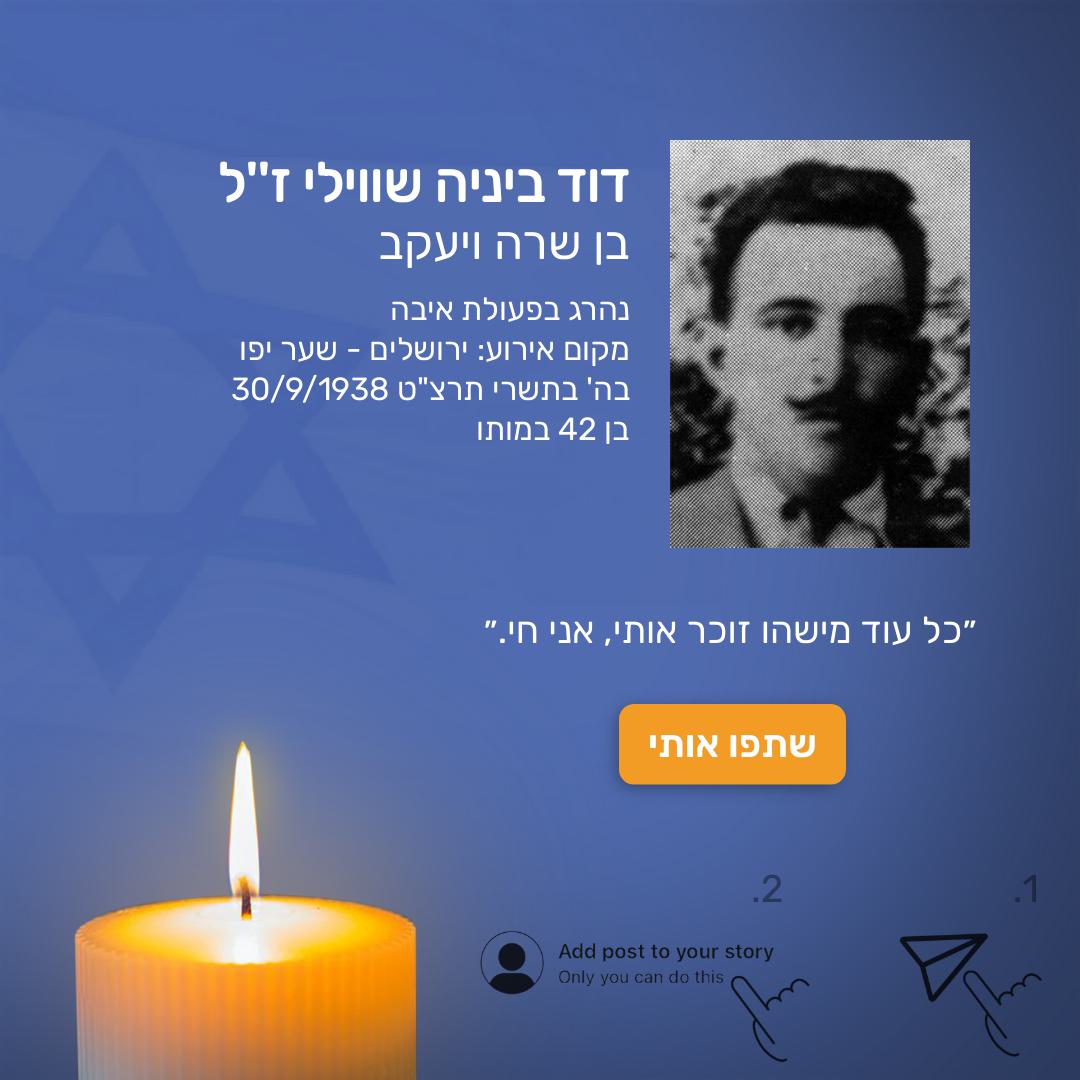 דוד ביניה שווילי ז"ל
בן שרה ויעקב
נהרג בפעולת איבה
מקום אירוע: ירושלים - שער יפו
בה' בתשרי תרצ"ט 30/9/1938
בן 42 במותו
"כל עוד מישהו זוכר אותי, אני חי."
שתפו אותי
1.
2.
Add post to your story
Only you can do this